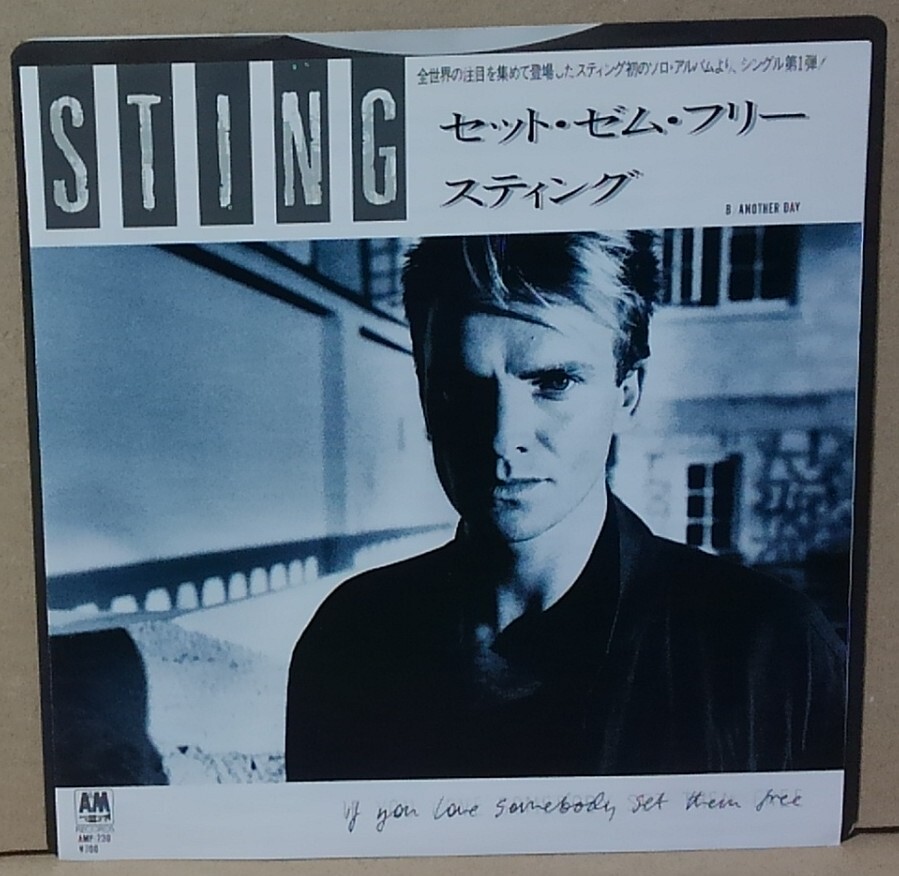 STING
全世界の注目を集めて登場したスティング初のソロ・アルバムより、シングル第1弾!
セット・ゼム・フリー
スティング
B/ANOTHER DAY
A&M
RECORDS
AMP-730
¥700
if you love somebody set them free